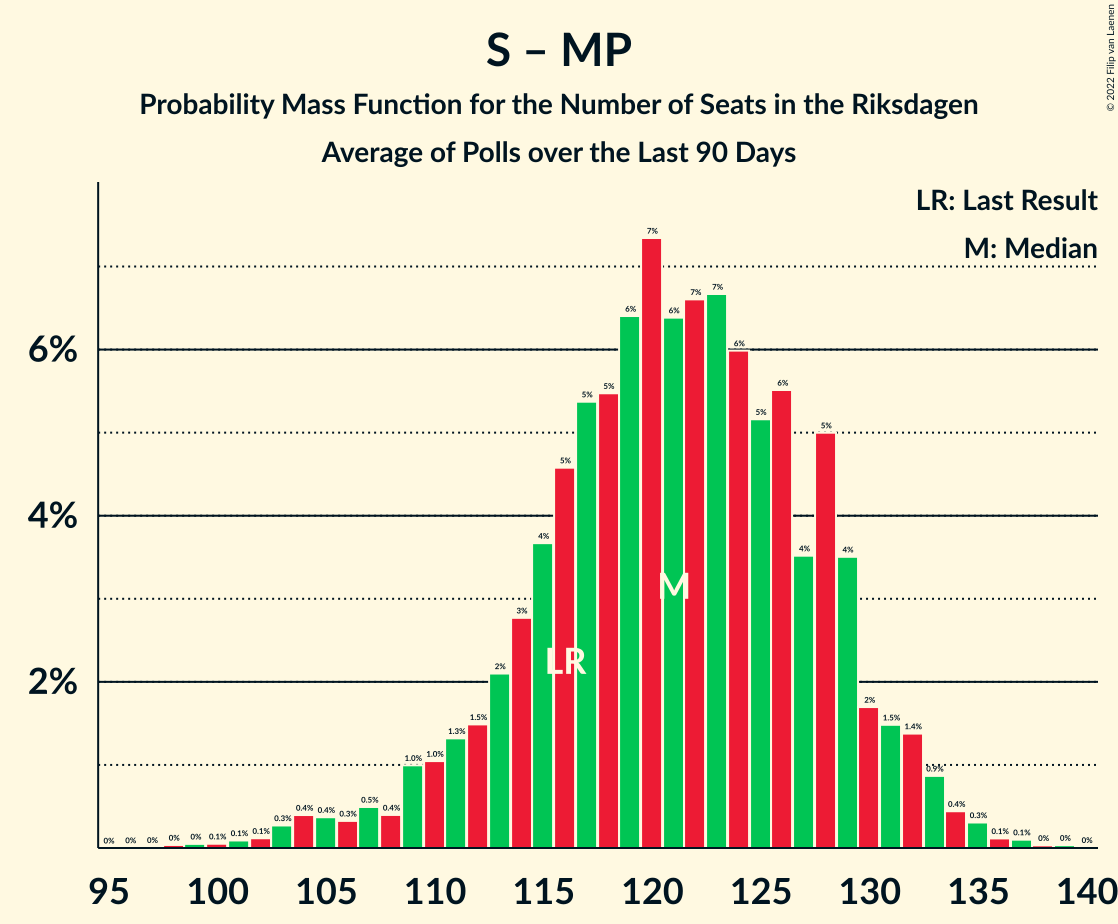 S – MP
Probability Mass Function for the Number of Seats in the Riksdagen
Average of Polls over the Last 90 Days
© 2022 Filip van Laenen
LR: Last Result
M: Median
6%
4%
2%
0% 0% 0% 0% 0% 0.1% 0.1% 0.1% 0.3% 0.4% 0.4% 0.3% 0.5% 0.4% 1.0% 1.0% 1.3% 1.5% 2% 3% 4% 5% 5% 5% 6% 7% 6% 7% 7% 6% 5% 6% 4% 5% 4% 2% 1.5% 1.4% 0.9% 0.4% 0.3% 0.1% 0.1% 0% 0% 0%
M
LR
95 100 105 110 115 120 125 130 135 140